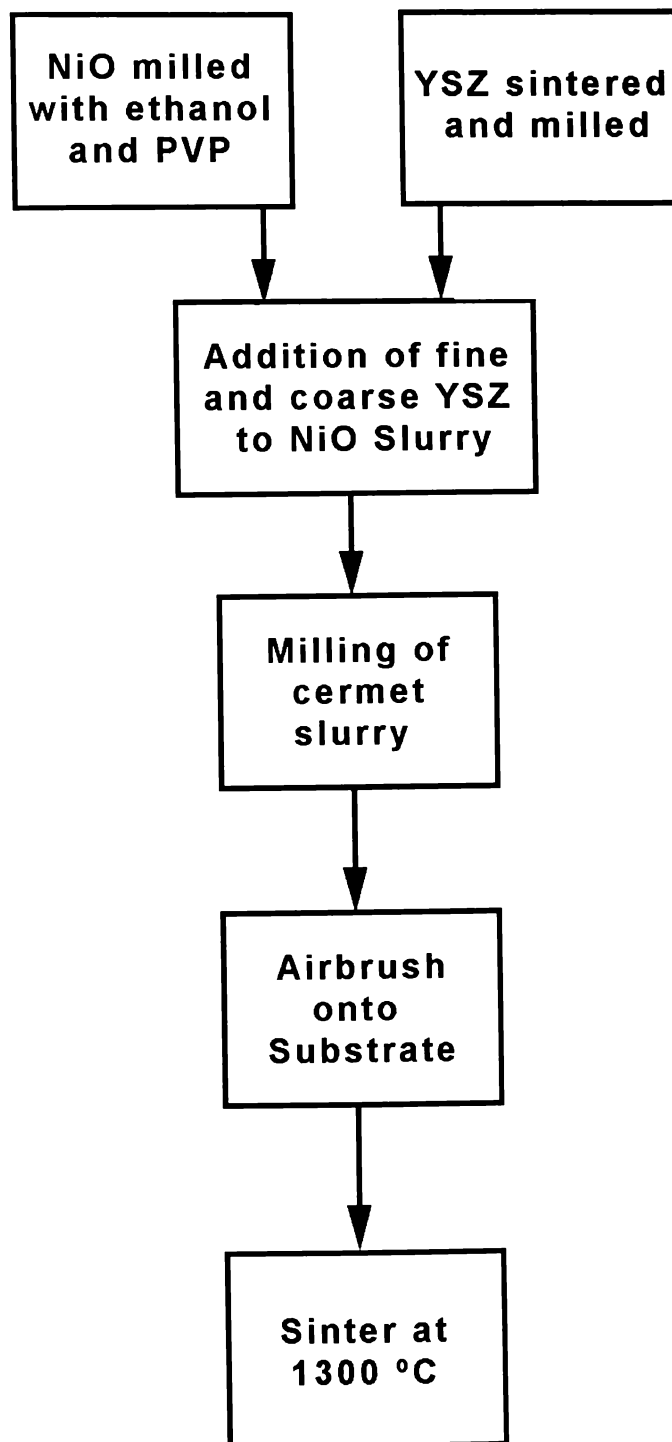 NiO milled
with ethanol
and PVP
YSZ sintered
and milled
Addition of fine
and coarse YSZ
to NiO Slurry
Milling of
cermet
slurry
Airbrush
onto
Substrate
Sinter at
1300 ºC